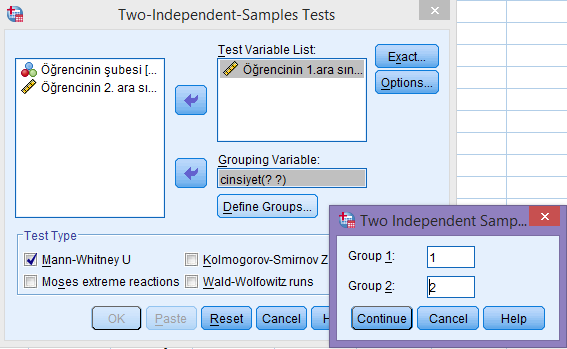 Two-Independent-Samples Tests
Test Variable List:
Öğrencinin şubesi [...
Öğrencinin 2. ara sı...
Öğrencinin 1.ara sın...
Exact...
Options...
Grouping Variable:
cinsiyet(? ?)
Define Groups...
Test Type
Mann-Whitney U
Kolmogorov-Smirnov Z
Moses extreme reactions
Wald-Wolfowitz runs
OK
Paste
Reset
Cancel
H
Two Independent Samp...
Group 1:
1
Group 2:
2
Continue
Cancel
Help